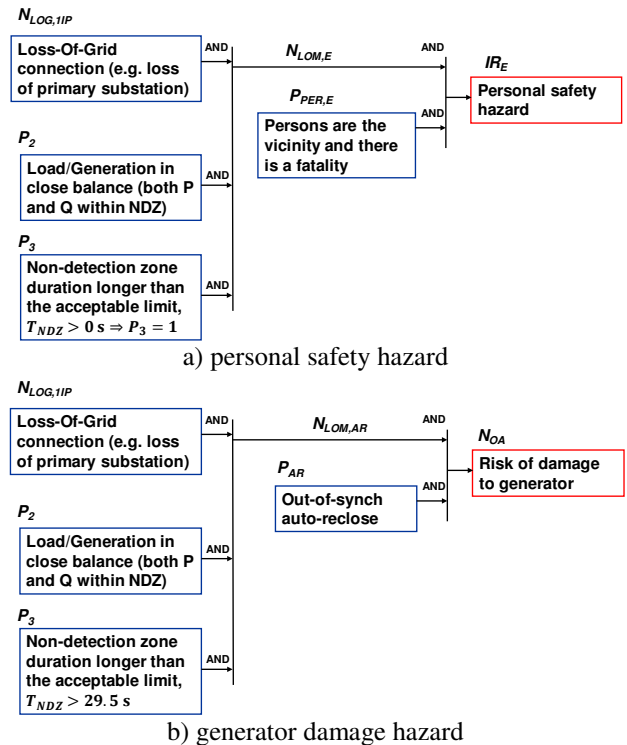 N_LOG,1IP
Loss-Of-Grid
connection (e.g. loss
of primary substation)
AND
N_LOM,E
AND
IR_E
Personal safety
hazard
P_PER,E
Persons are the
vicinity and there
is a fatality
AND
P_2
Load/Generation in
close balance (both P
and Q within NDZ)
AND
P_3
Non-detection zone
duration longer than
the acceptable limit,
T_NDZ > 0 s ⇒ P_3 = 1
AND
a) personal safety hazard
N_LOG,1IP
Loss-Of-Grid
connection (e.g. loss
of primary substation)
AND
N_LOM,AR
AND
N_OA
Risk of damage
to generator
P_AR
Out-of-synch
auto-reclose
AND
P_2
Load/Generation in
close balance (both P
and Q within NDZ)
AND
P_3
Non-detection zone
duration longer than
the acceptable limit,
T_NDZ > 29.5 s
AND
b) generator damage hazard